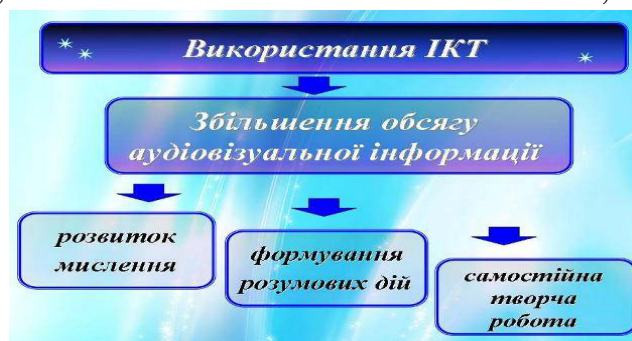 Використання ІКТ
Збільшення обсягу
аудіовізуальної інформації
розвиток
мислення
формування
розумових дій
самостійна
творча
робота